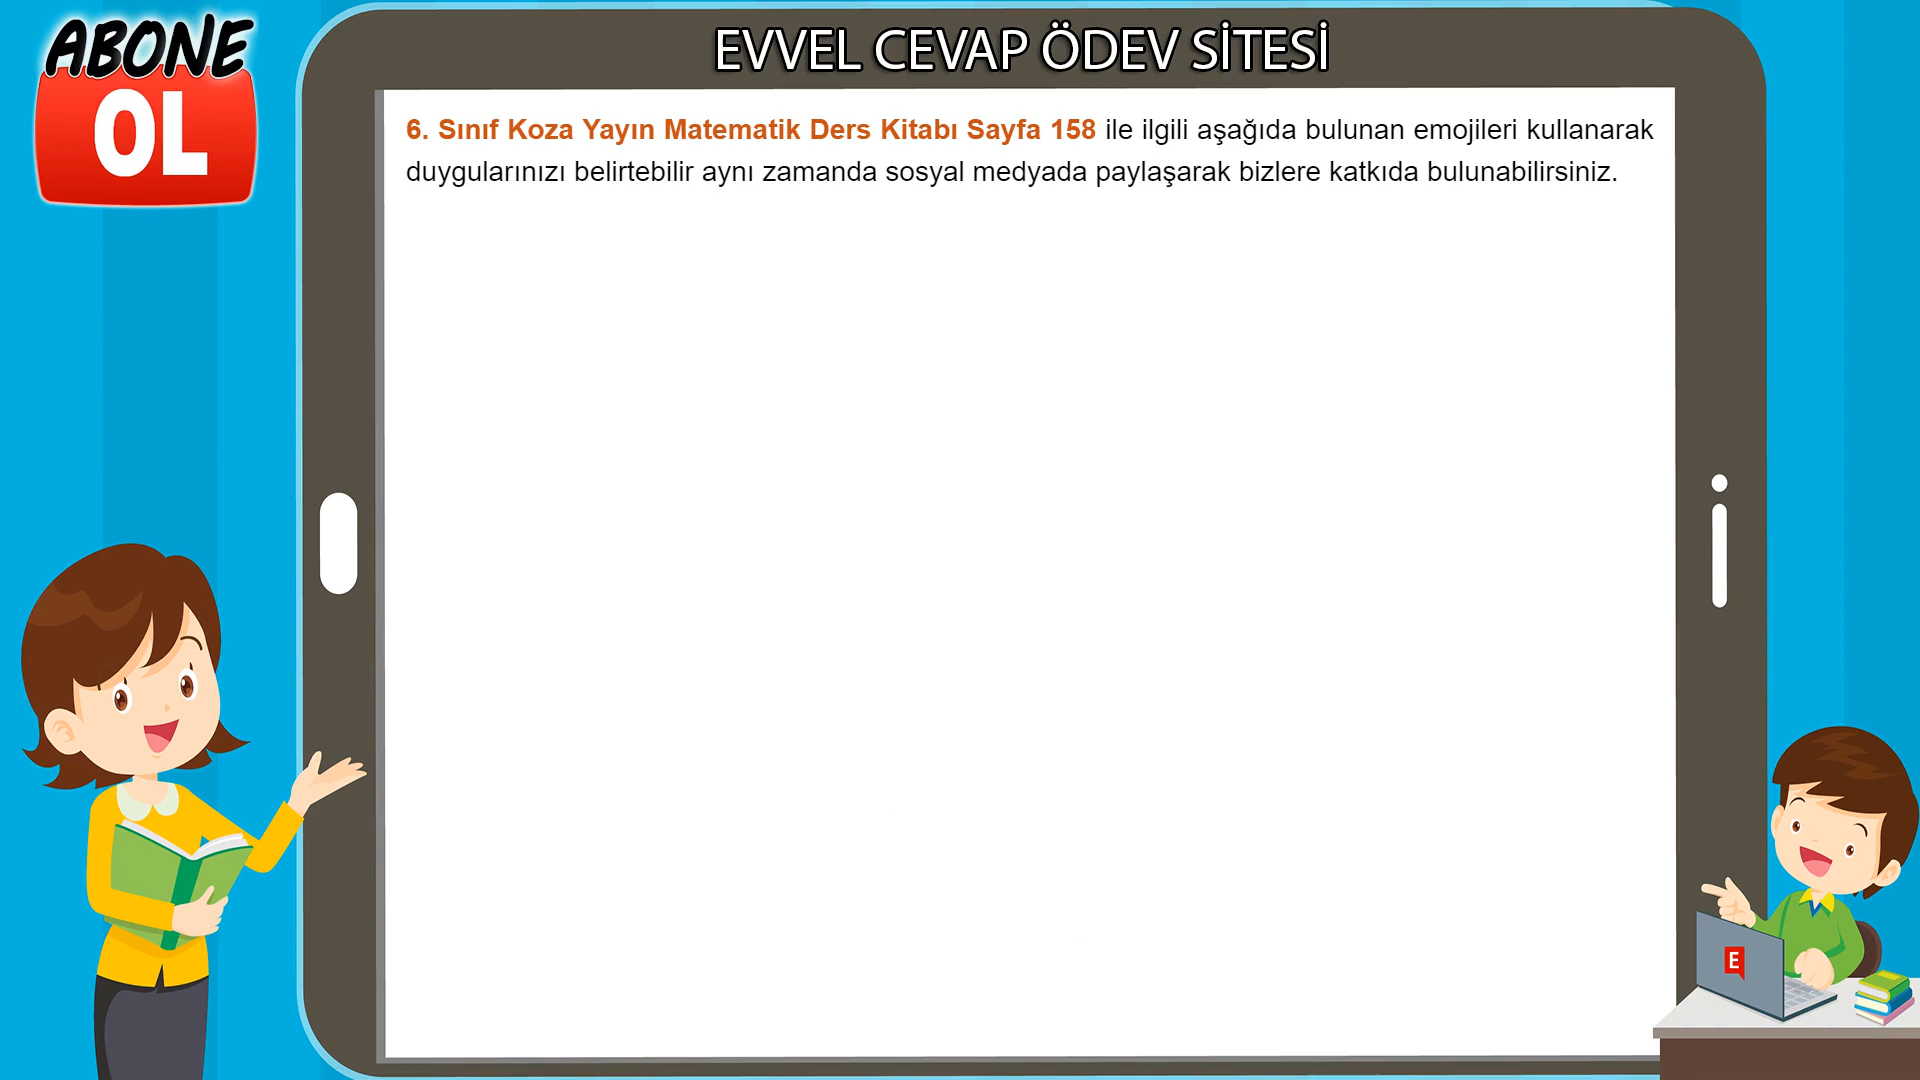 ABONE
OL
EVVEL CEVAP ÖDEV SİTESİ
6. Sınıf Koza Yayın Matematik Ders Kitabı Sayfa 158 ile ilgili aşağıda bulunan emojileri kullanarak
duygularınızı belirtebilir aynı zamanda sosyal medyada paylaşarak bizlere katkıda bulunabilirsiniz.
E